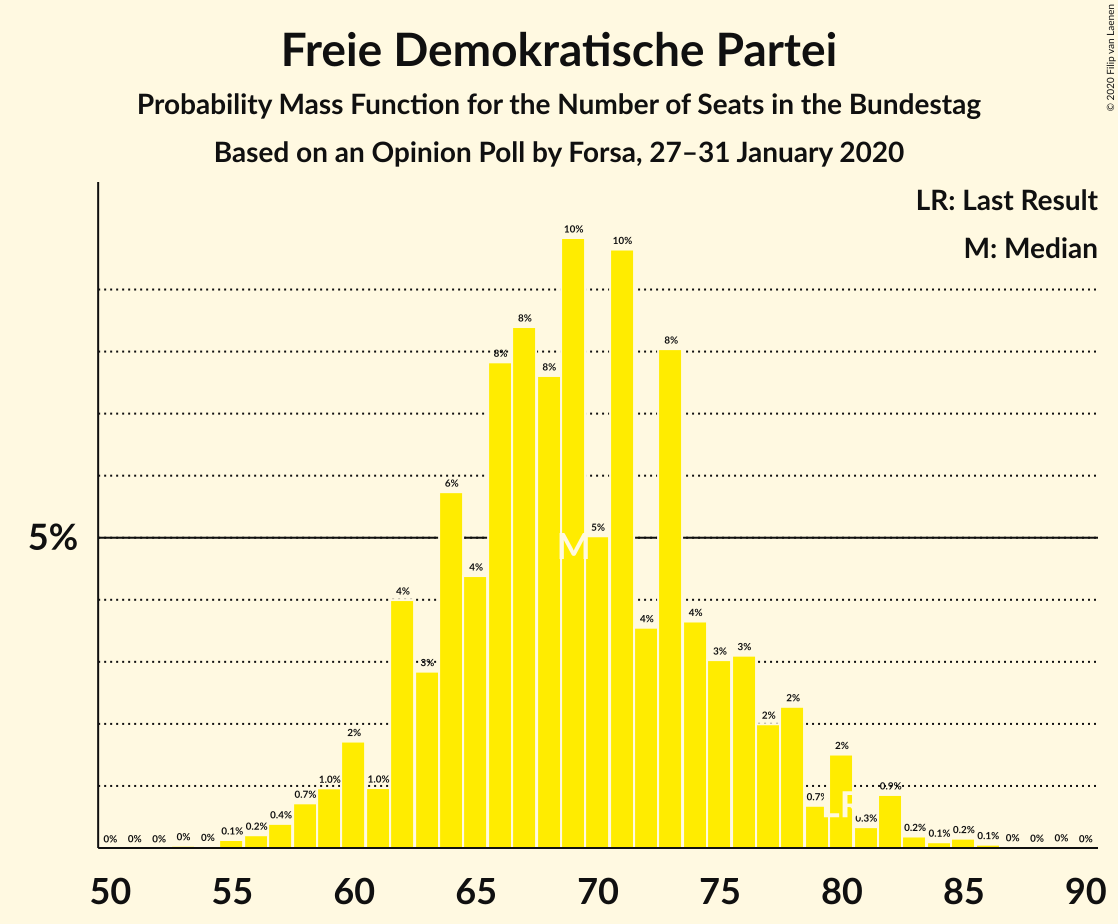 Freie Demokratische Partei
Probability Mass Function for the Number of Seats in the Bundestag
Based on an Opinion Poll by Forsa, 27–31 January 2020
© 2020 Filip van Laenen
LR: Last Result
M: Median
5%
0% 0% 0% 0% 0% 0.1% 0.2% 0.4% 0.7% 1.0% 2% 1.0% 4% 3% 6% 4% 8% 8% 8% 10% 5% 10% 4% 8% 4% 3% 3% 2% 2% 0.7% 2% 0.3% 0.9% 0.2% 0.1% 0.2% 0.1% 0% 0% 0% 0%
M
LR
50 55 60 65 70 75 80 85 90